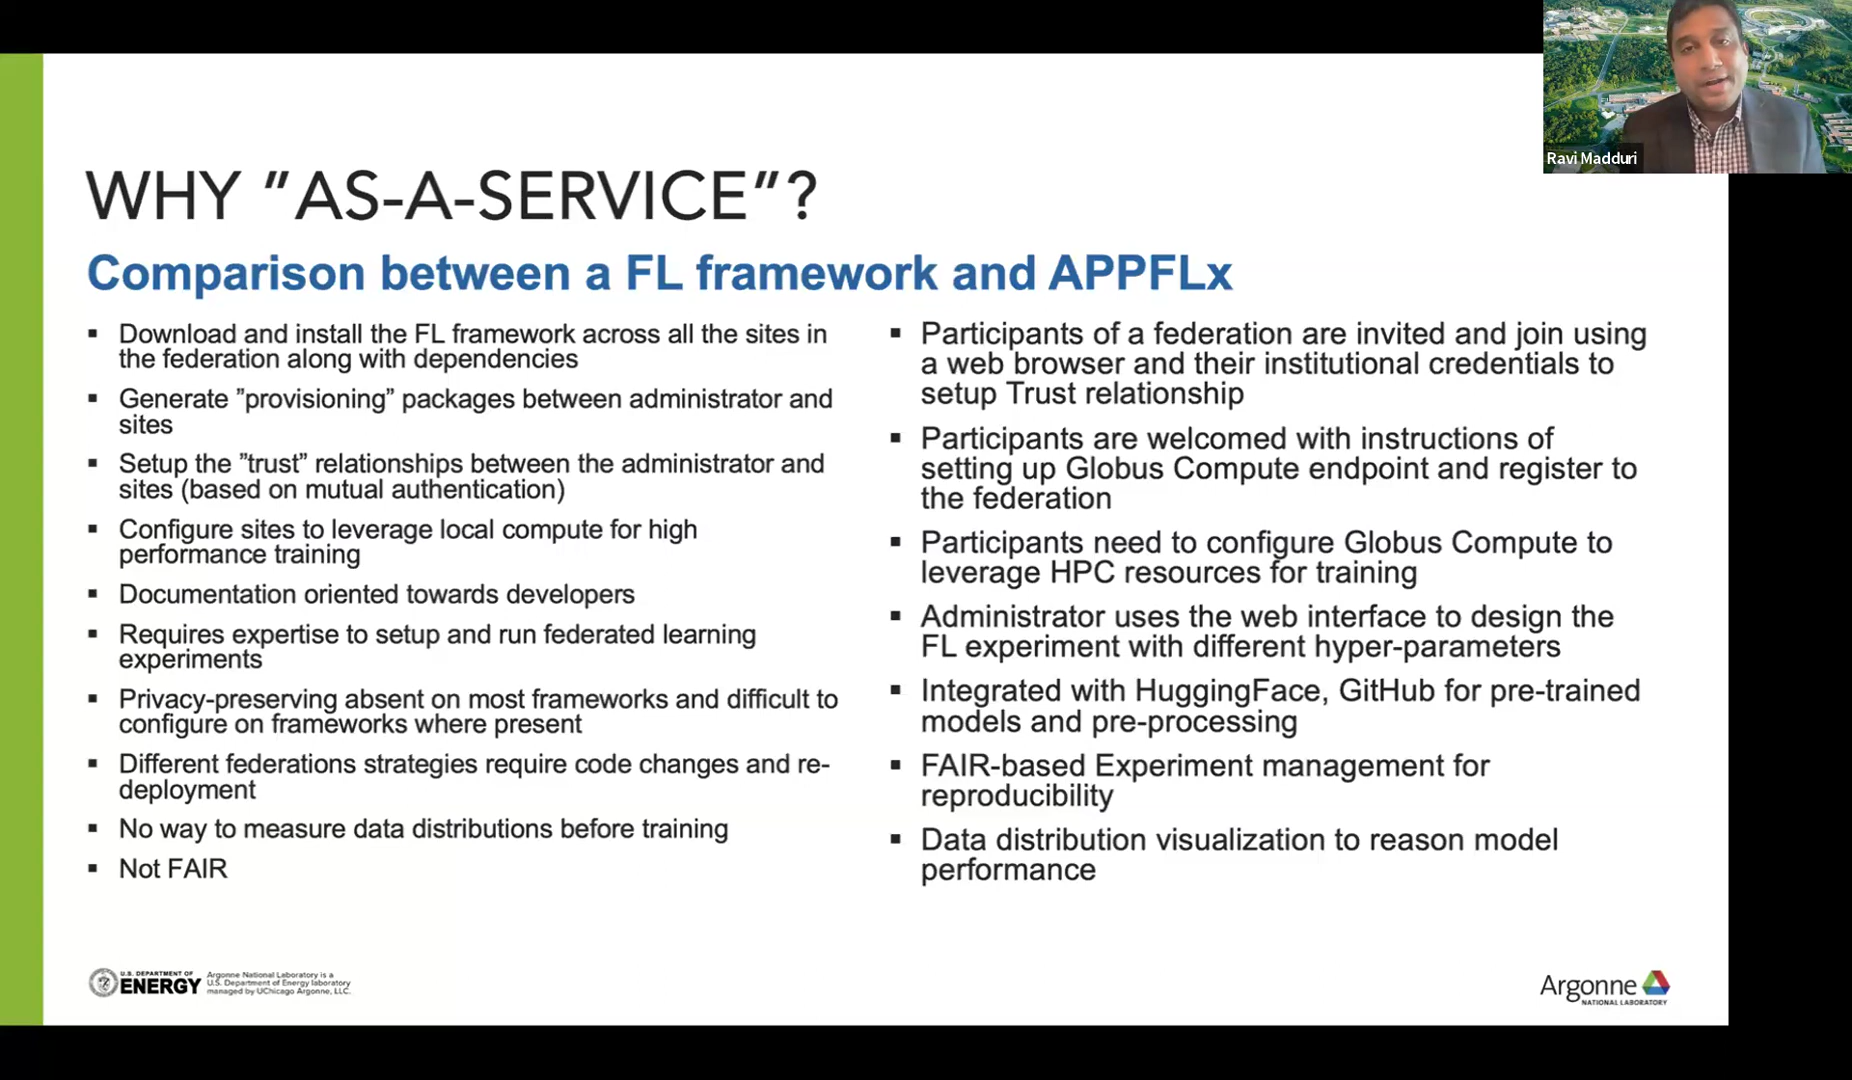 Ravi Madduri
WHY ”AS-A-SERVICE”?
Comparison between a FL framework and APPFLx
▪ Download and install the FL framework across all the sites in
the federation along with dependencies
▪ Generate ”provisioning” packages between administrator and
sites
▪ Setup the ”trust” relationships between the administrator and
sites (based on mutual authentication)
▪ Configure sites to leverage local compute for high
performance training
▪ Documentation oriented towards developers
▪ Requires expertise to setup and run federated learning
experiments
▪ Privacy-preserving absent on most frameworks and difficult to
configure on frameworks where present
▪ Different federations strategies require code changes and re-
deployment
▪ No way to measure data distributions before training
▪ Not FAIR
▪ Participants of a federation are invited and join using
a web browser and their institutional credentials to
setup Trust relationship
▪ Participants are welcomed with instructions of
setting up Globus Compute endpoint and register to
the federation
▪ Participants need to configure Globus Compute to
leverage HPC resources for training
▪ Administrator uses the web interface to design the
FL experiment with different hyper-parameters
▪ Integrated with HuggingFace, GitHub for pre-trained
models and pre-processing
▪ FAIR-based Experiment management for
reproducibility
▪ Data distribution visualization to reason model
performance
U.S. DEPARTMENT OF
ENERGY
Argonne National Laboratory is a
U.S. Department of Energy laboratory
managed by UChicago Argonne, LLC.
Argonne
NATIONAL LABORATORY